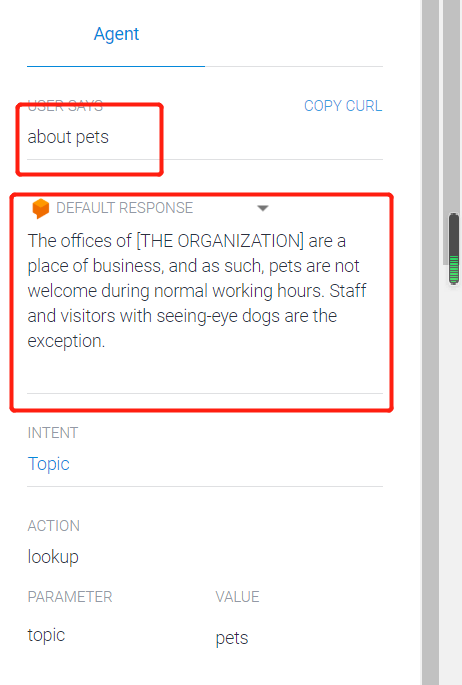 Agent
USER SAYS COPY CURL
about pets
DEFAULT RESPONSE
The offices of [THE ORGANIZATION] are a
place of business, and as such, pets are not
welcome during normal working hours. Staff
and visitors with seeing-eye dogs are the
exception.
INTENT
Topic
ACTION
lookup
PARAMETER VALUE
topic pets